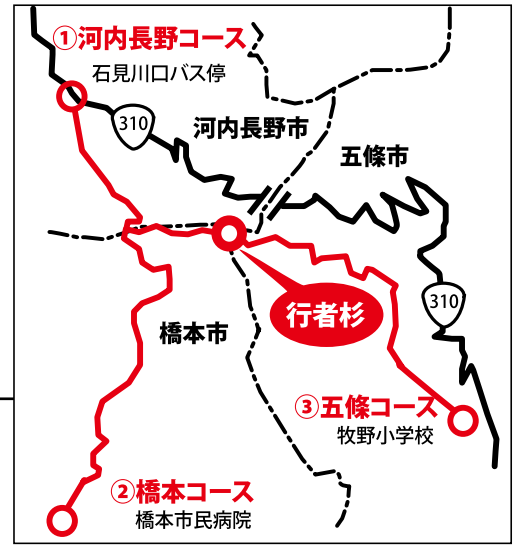 ①河内長野コース
石見川口バス停
310
河内長野市
五條市
310
行者杉
橋本市
③五條コース
牧野小学校
②橋本コース
橋本市民病院